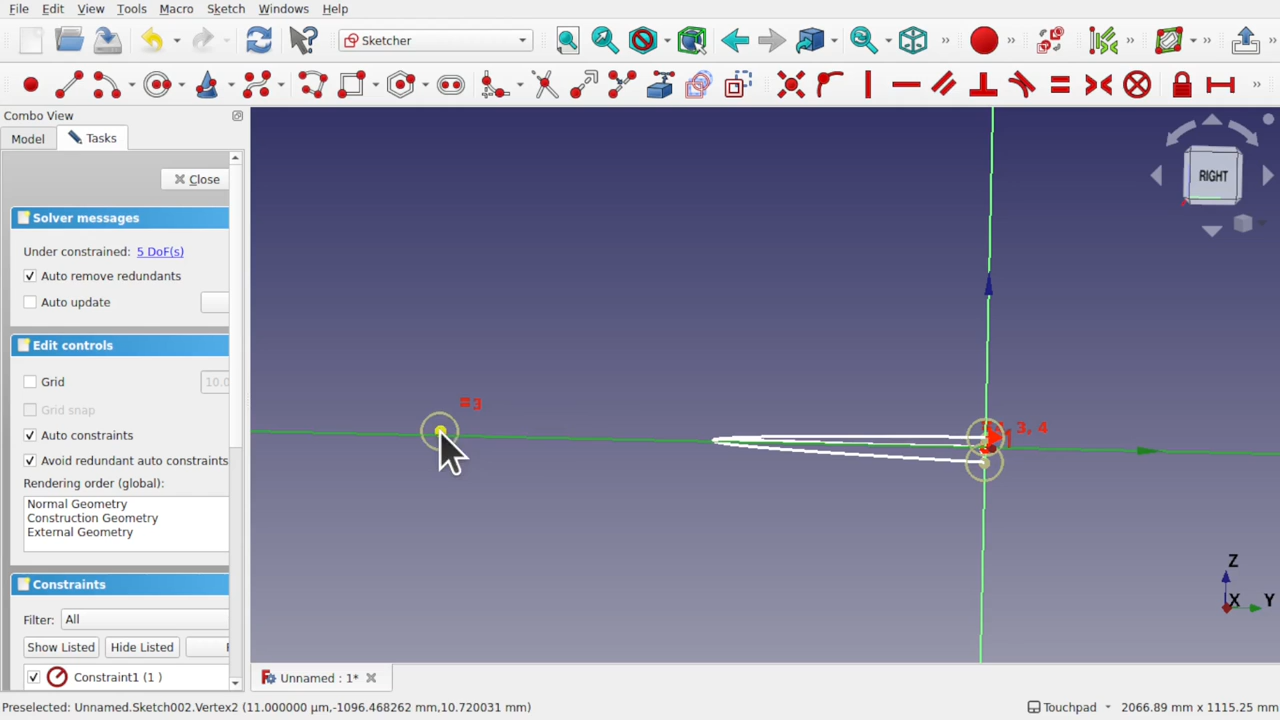 File Edit View Tools Macro Sketch Windows Help
Sketcher
Combo View
Model Tasks
Close
Solver messages
Under constrained: 5 DoF(s)
Auto remove redundants
Auto update
Edit controls
Grid 10.0
Grid snap
Auto constraints
Avoid redundant auto constraints
Rendering order (global):
Normal Geometry
Construction Geometry
External Geometry
Constraints
Filter: All
Show Listed Hide Listed
Constraint1 (1 )
=3
3, 4
1
RIGHT
Z
X Y
Unnamed : 1*
Preselected: Unnamed.Sketch002.Vertex2 (11.000000 µm,-1096.468262 mm,10.720031 mm)
Touchpad 2066.89 mm x 1115.25 mm